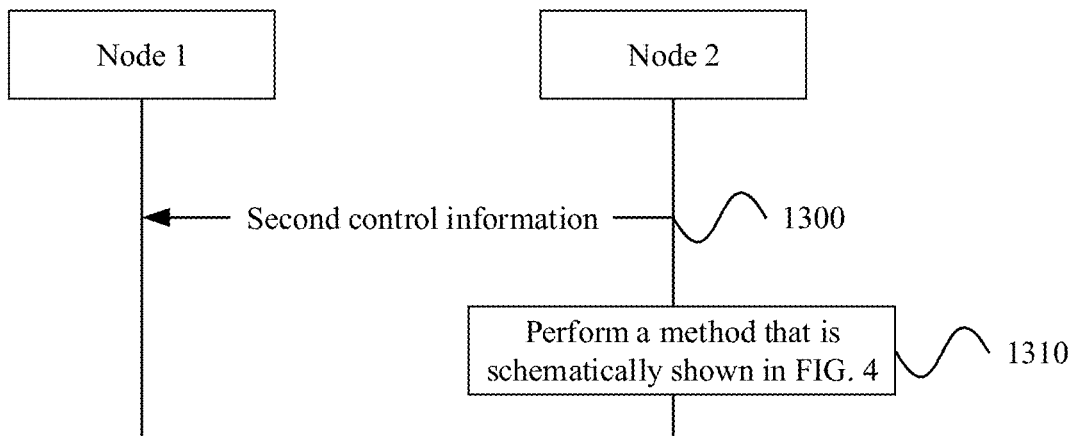 Node 1
Node 2
Second control information
1300
Perform a method that is
schematically shown in FIG. 4
1310